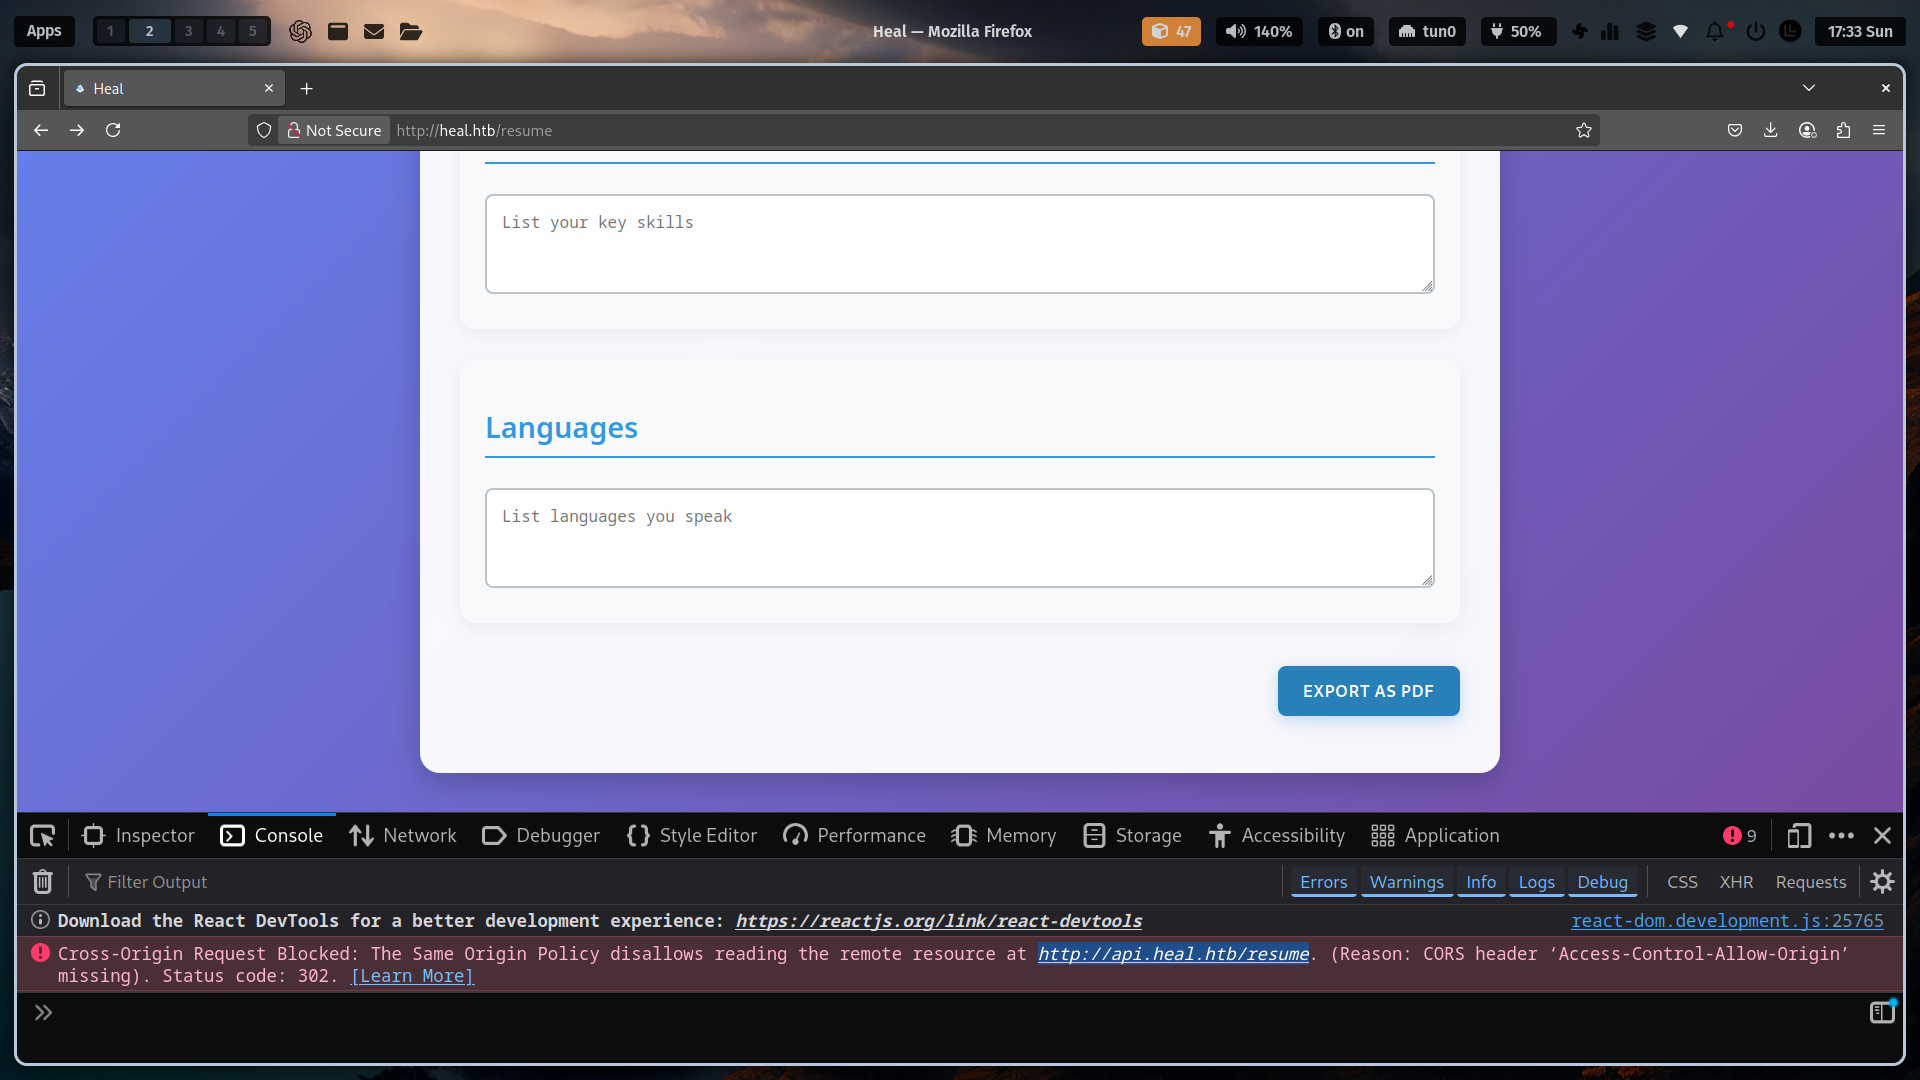 Apps
1 2 3 4 5
Heal — Mozilla Firefox
47
140%
on
tun0
50%
17:33 Sun
Heal
Not Secure
http://heal.htb/resume
List your key skills
Languages
List languages you speak
EXPORT AS PDF
Inspector
Console
Network
Debugger
Style Editor
Performance
Memory
Storage
Accessibility
Application
9
Filter Output
Errors
Warnings
Info
Logs
Debug
CSS
XHR
Requests
Download the React DevTools for a better development experience: https://reactjs.org/link/react-devtools
react-dom.development.js:25765
Cross-Origin Request Blocked: The Same Origin Policy disallows reading the remote resource at http://api.heal.htb/resume. (Reason: CORS header ‘Access-Control-Allow-Origin’
missing). Status code: 302. [Learn More]